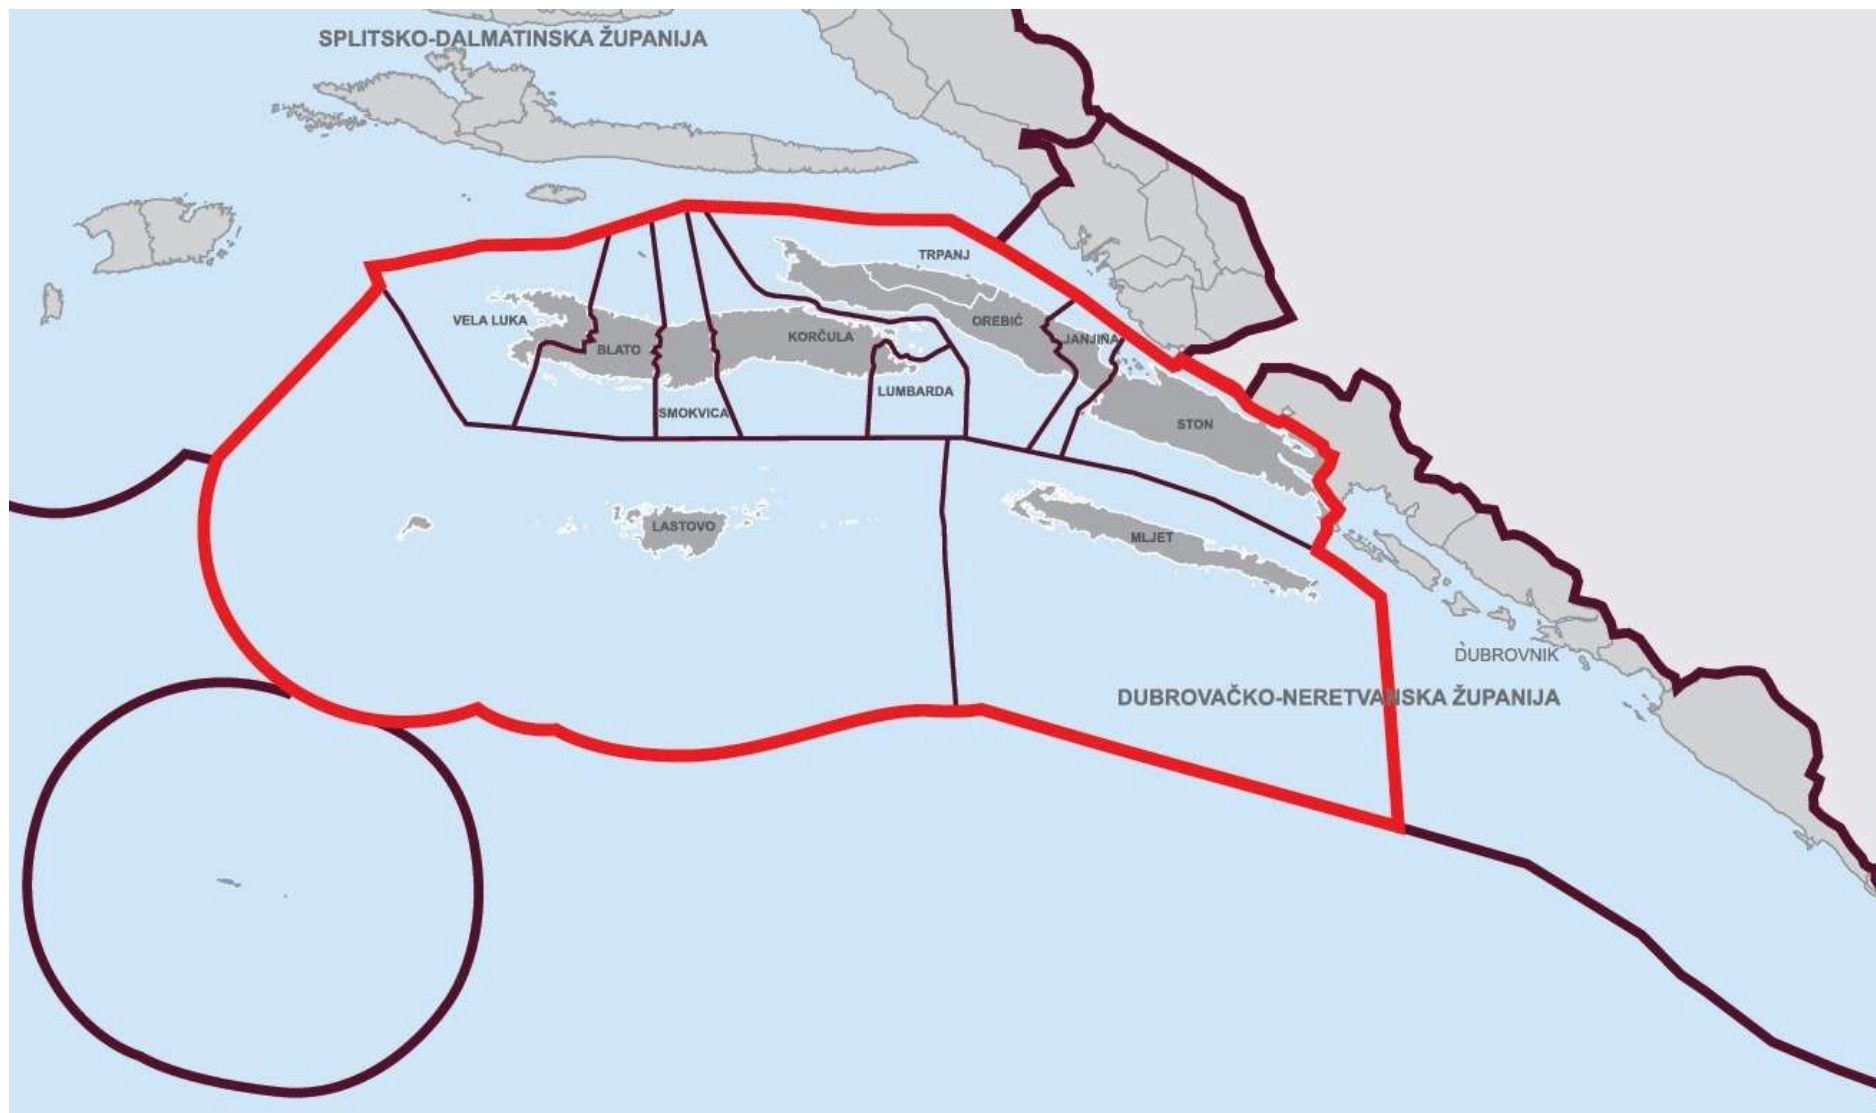 SPLITSKO-DALMATINSKA ŽUPANIJA
TRPANJ
VELA LUKA
OREBIĆ
KORČULA
JANJINA
BLATO
LUMBARDA
SMOKVICA
STON
LASTOVO
MLJET
DUBROVNIK
DUBROVAČKO-NERETVANSKA ŽUPANIJA